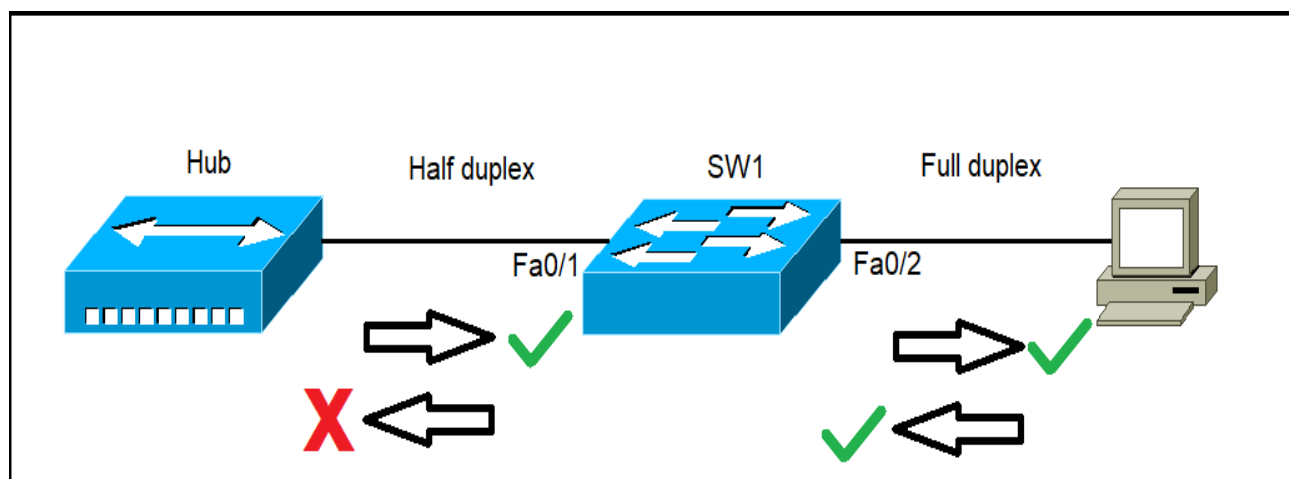 Hub
Half duplex
SW1
Full duplex
Fa0/1
Fa0/2
X